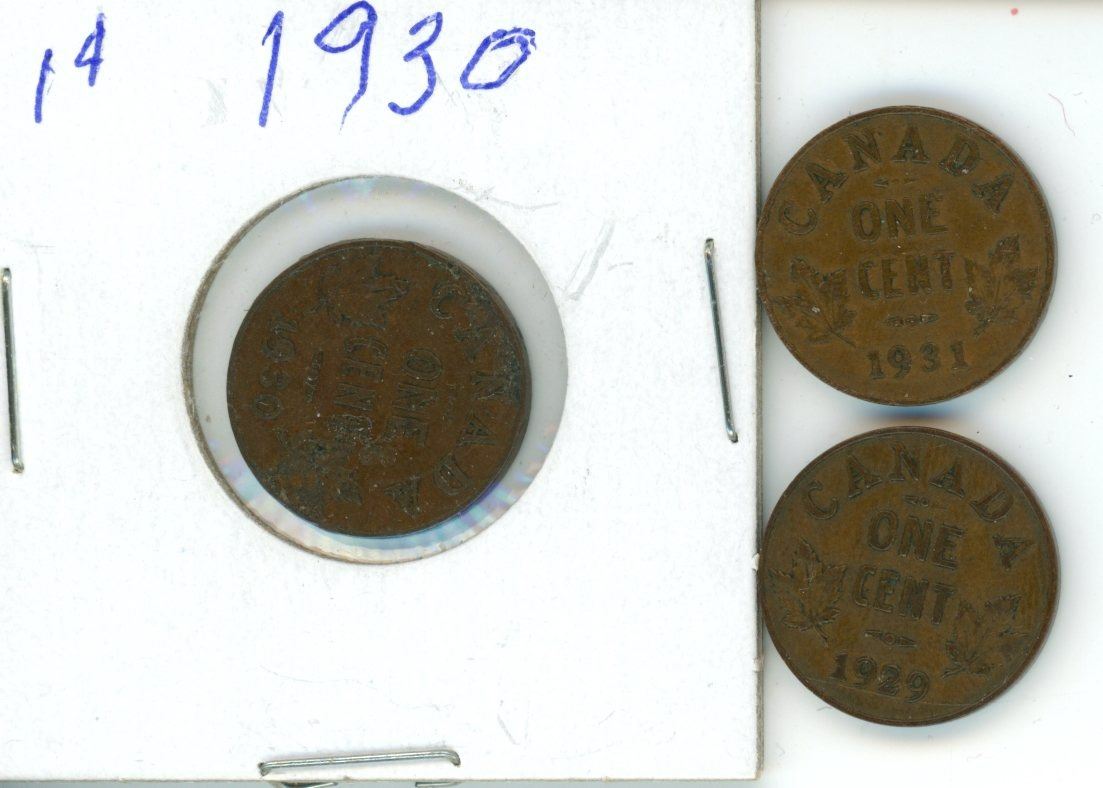 1¢ 1930
CANADA
ONE
CENT
1930
CANADA
ONE
CENT
1931
CANADA
ONE
CENT
1929